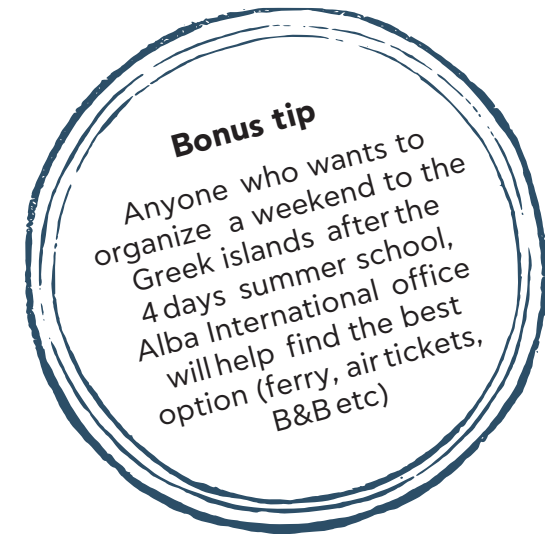 Bonus tip
Anyone who wants to
organize a weekend to the
Greek islands after the
4 days summer school,
Alba International office
will help find the best
option (ferry, air tickets,
B&B etc)